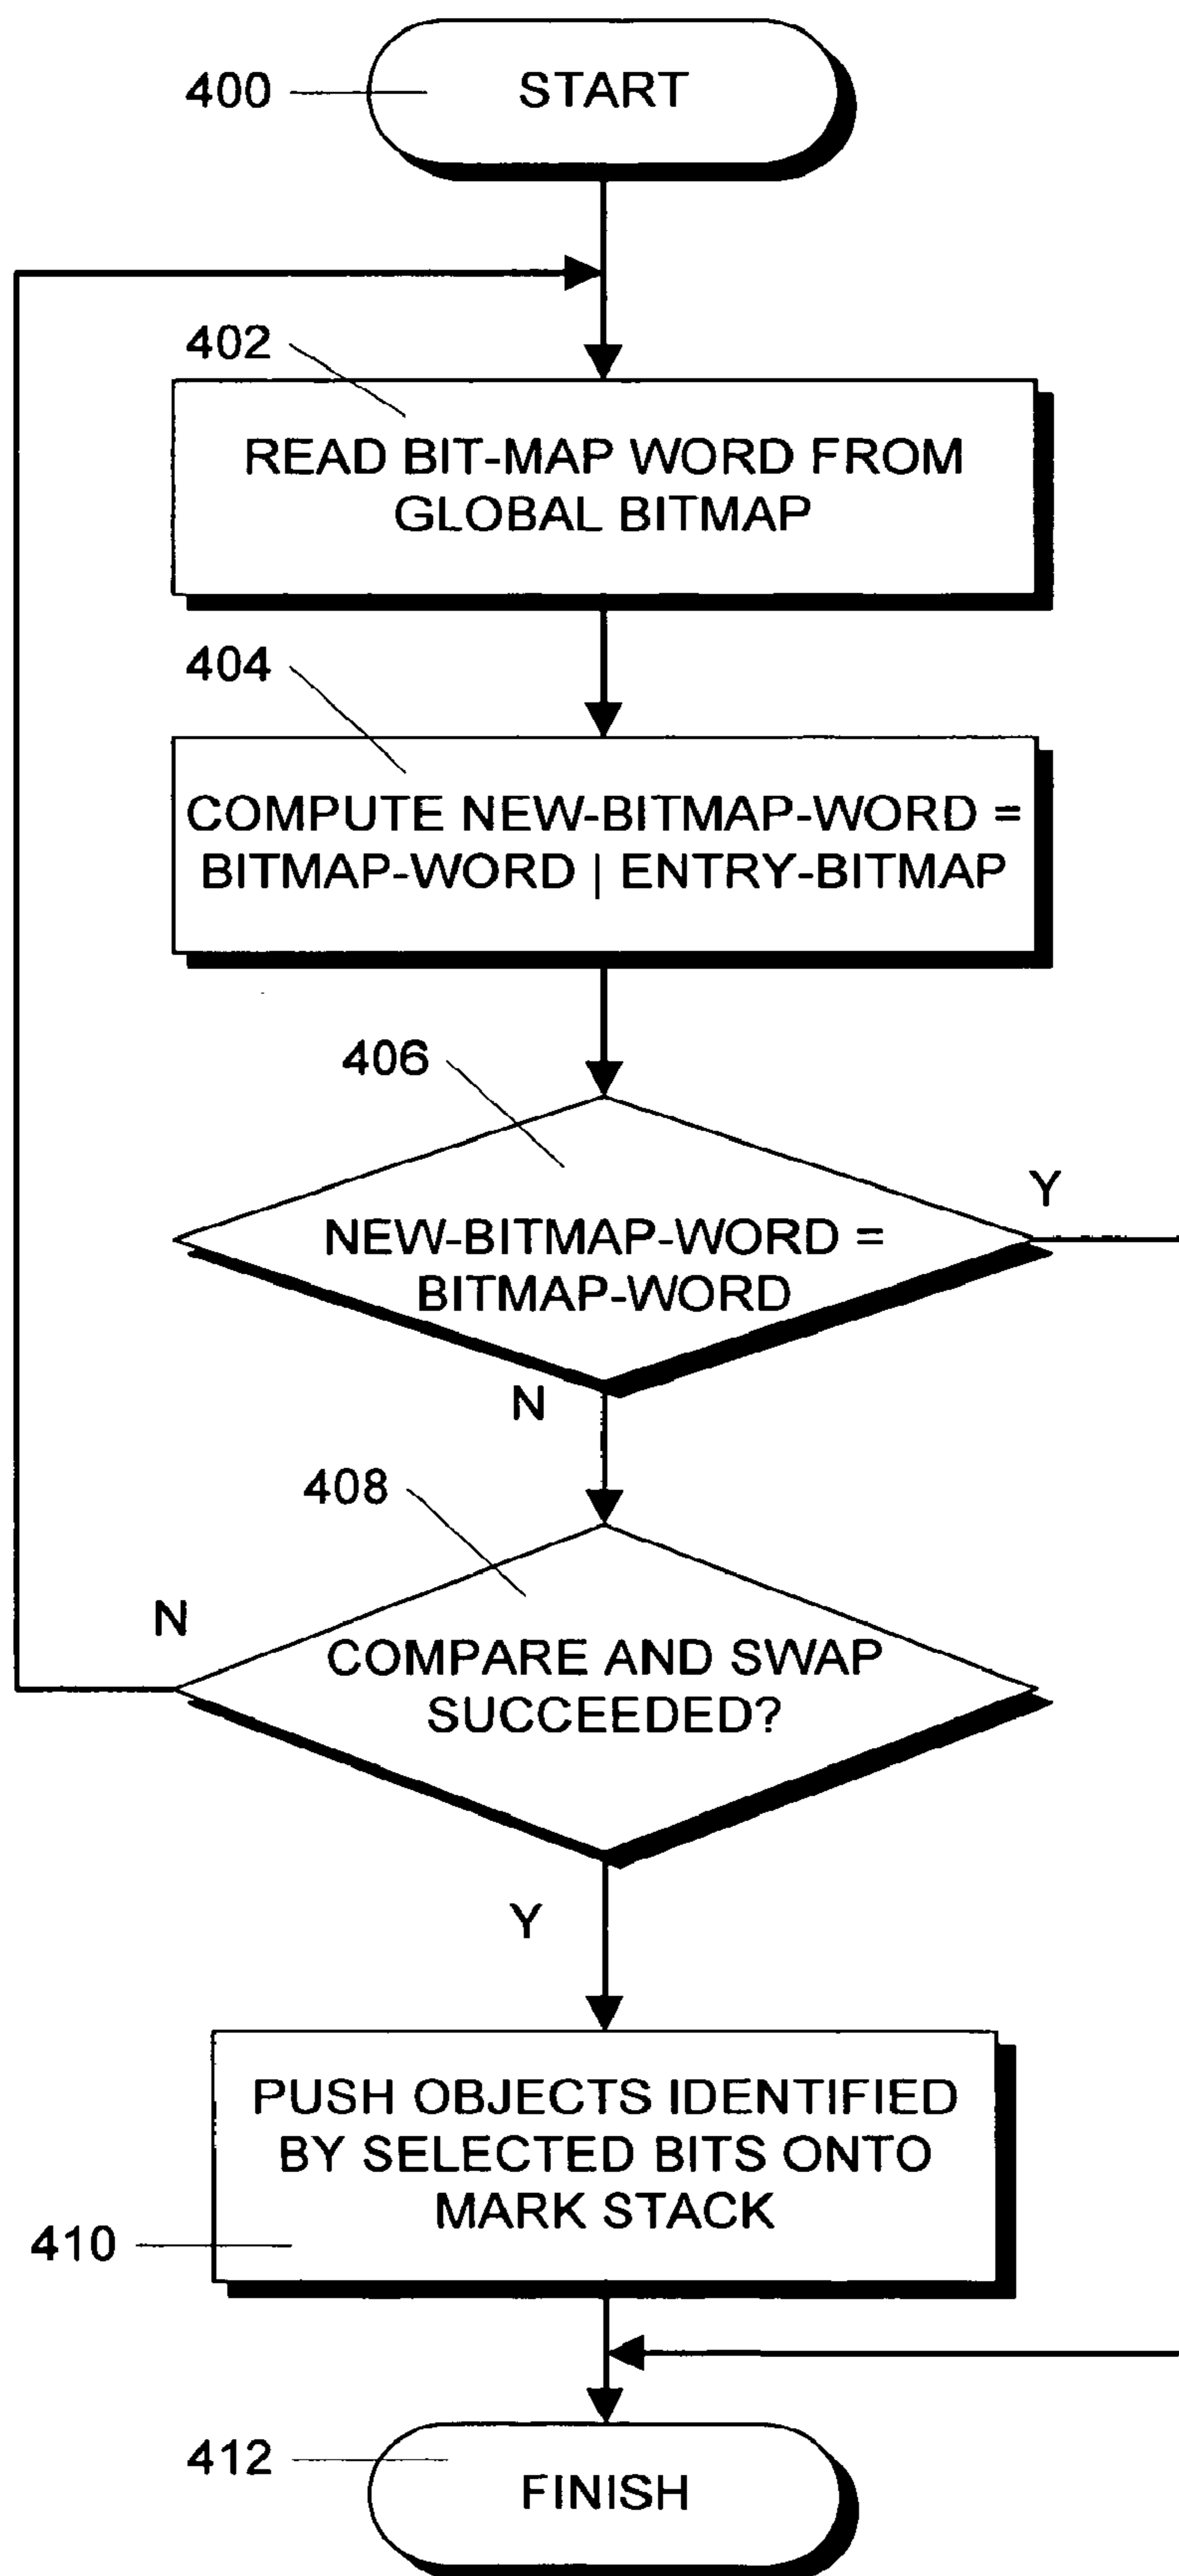 400
START
402
READ BIT-MAP WORD FROM
GLOBAL BITMAP
404
COMPUTE NEW-BITMAP-WORD =
BITMAP-WORD | ENTRY-BITMAP
406
Y
NEW-BITMAP-WORD =
BITMAP-WORD
N
408
N
COMPARE AND SWAP
SUCCEEDED?
Y
PUSH OBJECTS IDENTIFIED
BY SELECTED BITS ONTO
MARK STACK
410
412
FINISH